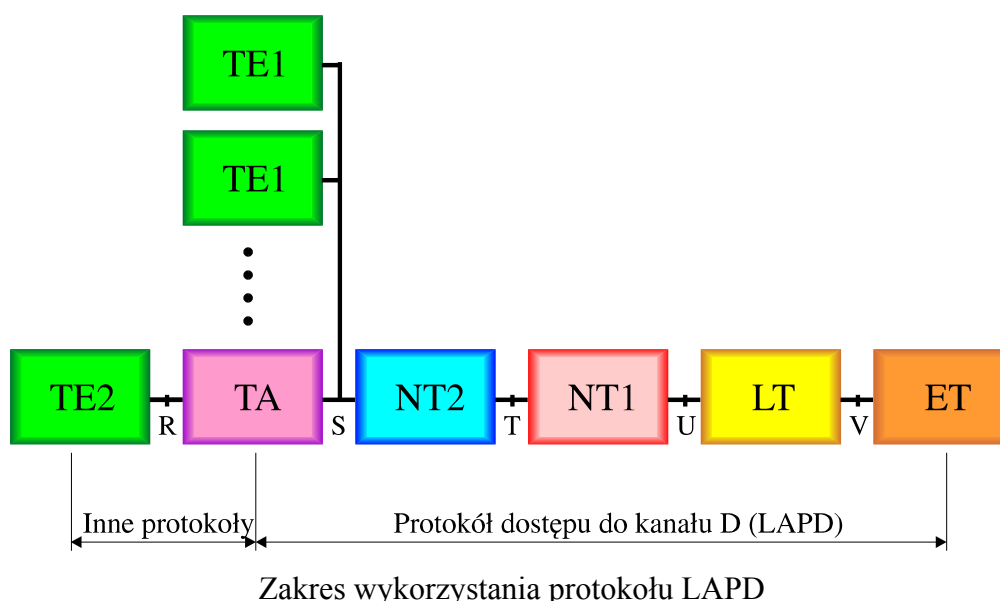 TE1
TE1
TE2 TA NT2 NT1 LT ET
R S T U V
Inne protokoły Protokół dostępu do kanału D (LAPD)
Zakres wykorzystania protokołu LAPD